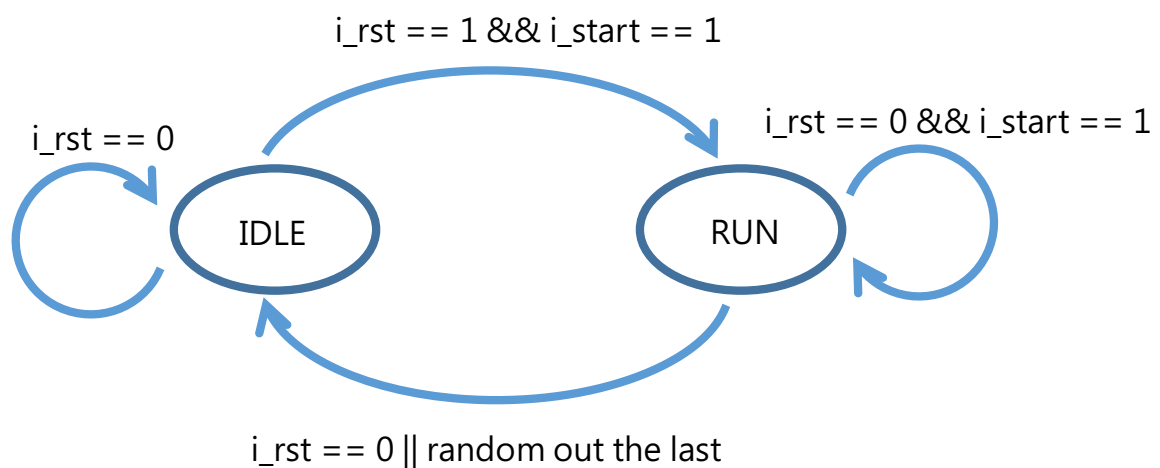 i_rst == 1 && i_start == 1
i_rst == 0
i_rst == 0 && i_start == 1
IDLE
RUN
i_rst == 0 || random out the last